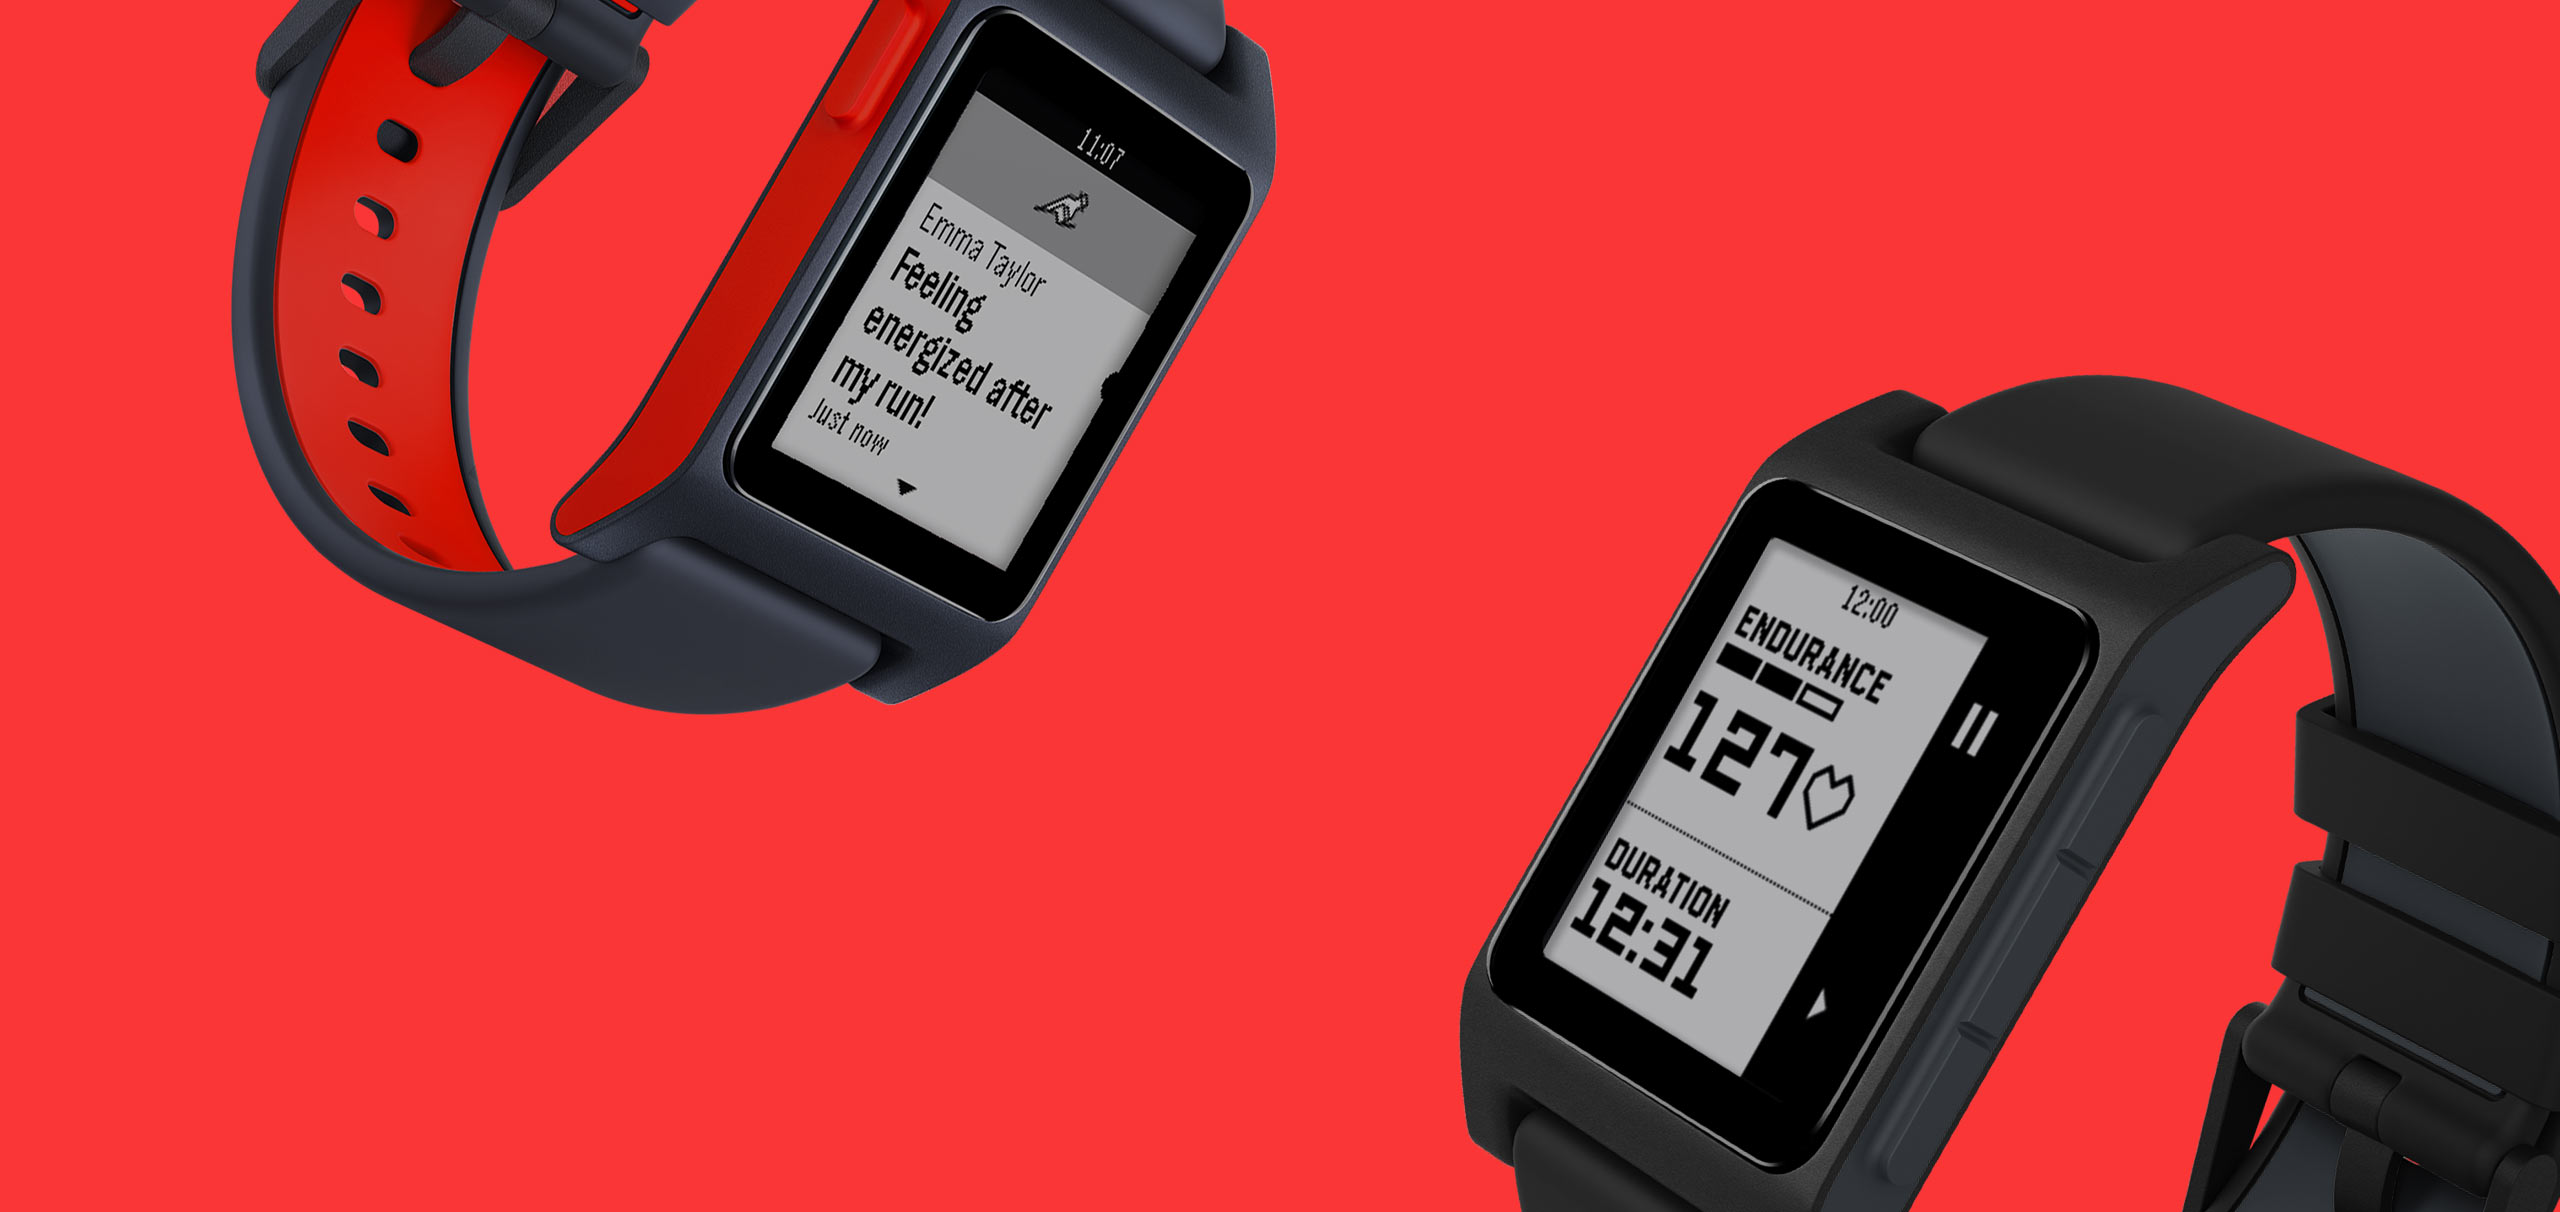 11:07
Emma Taylor
Feeling
energized after
my run!
Just now
12:00
ENDURANCE
127
DURATION
12:31